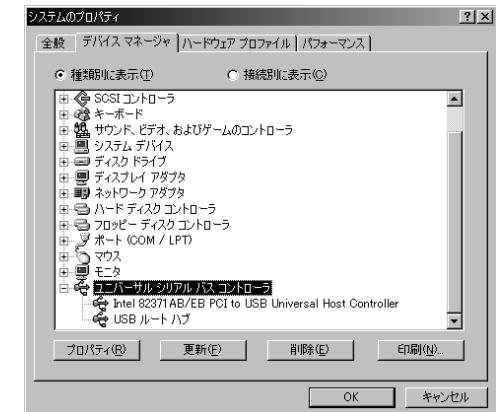 システムのプロパティ
全般 デバイス マネージャ ハードウェア プロファイル パフォーマンス
種類別に表示(T) 接続別に表示(C)
SCSI コントローラ
キーボード
サウンド、ビデオ、およびゲームのコントローラ
システム デバイス
ディスク ドライブ
ディスプレイ アダプタ
ネットワーク アダプタ
ハード ディスク コントローラ
フロッピー ディスク コントローラ
ポート (COM / LPT)
マウス
モニタ
ユニバーサル シリアル バス コントローラ
Intel 82371AB/EB PCI to USB Universal Host Controller
USB ルート ハブ
プロパティ(R) 更新(F) 削除(E) 印刷(N)...
OK キャンセル